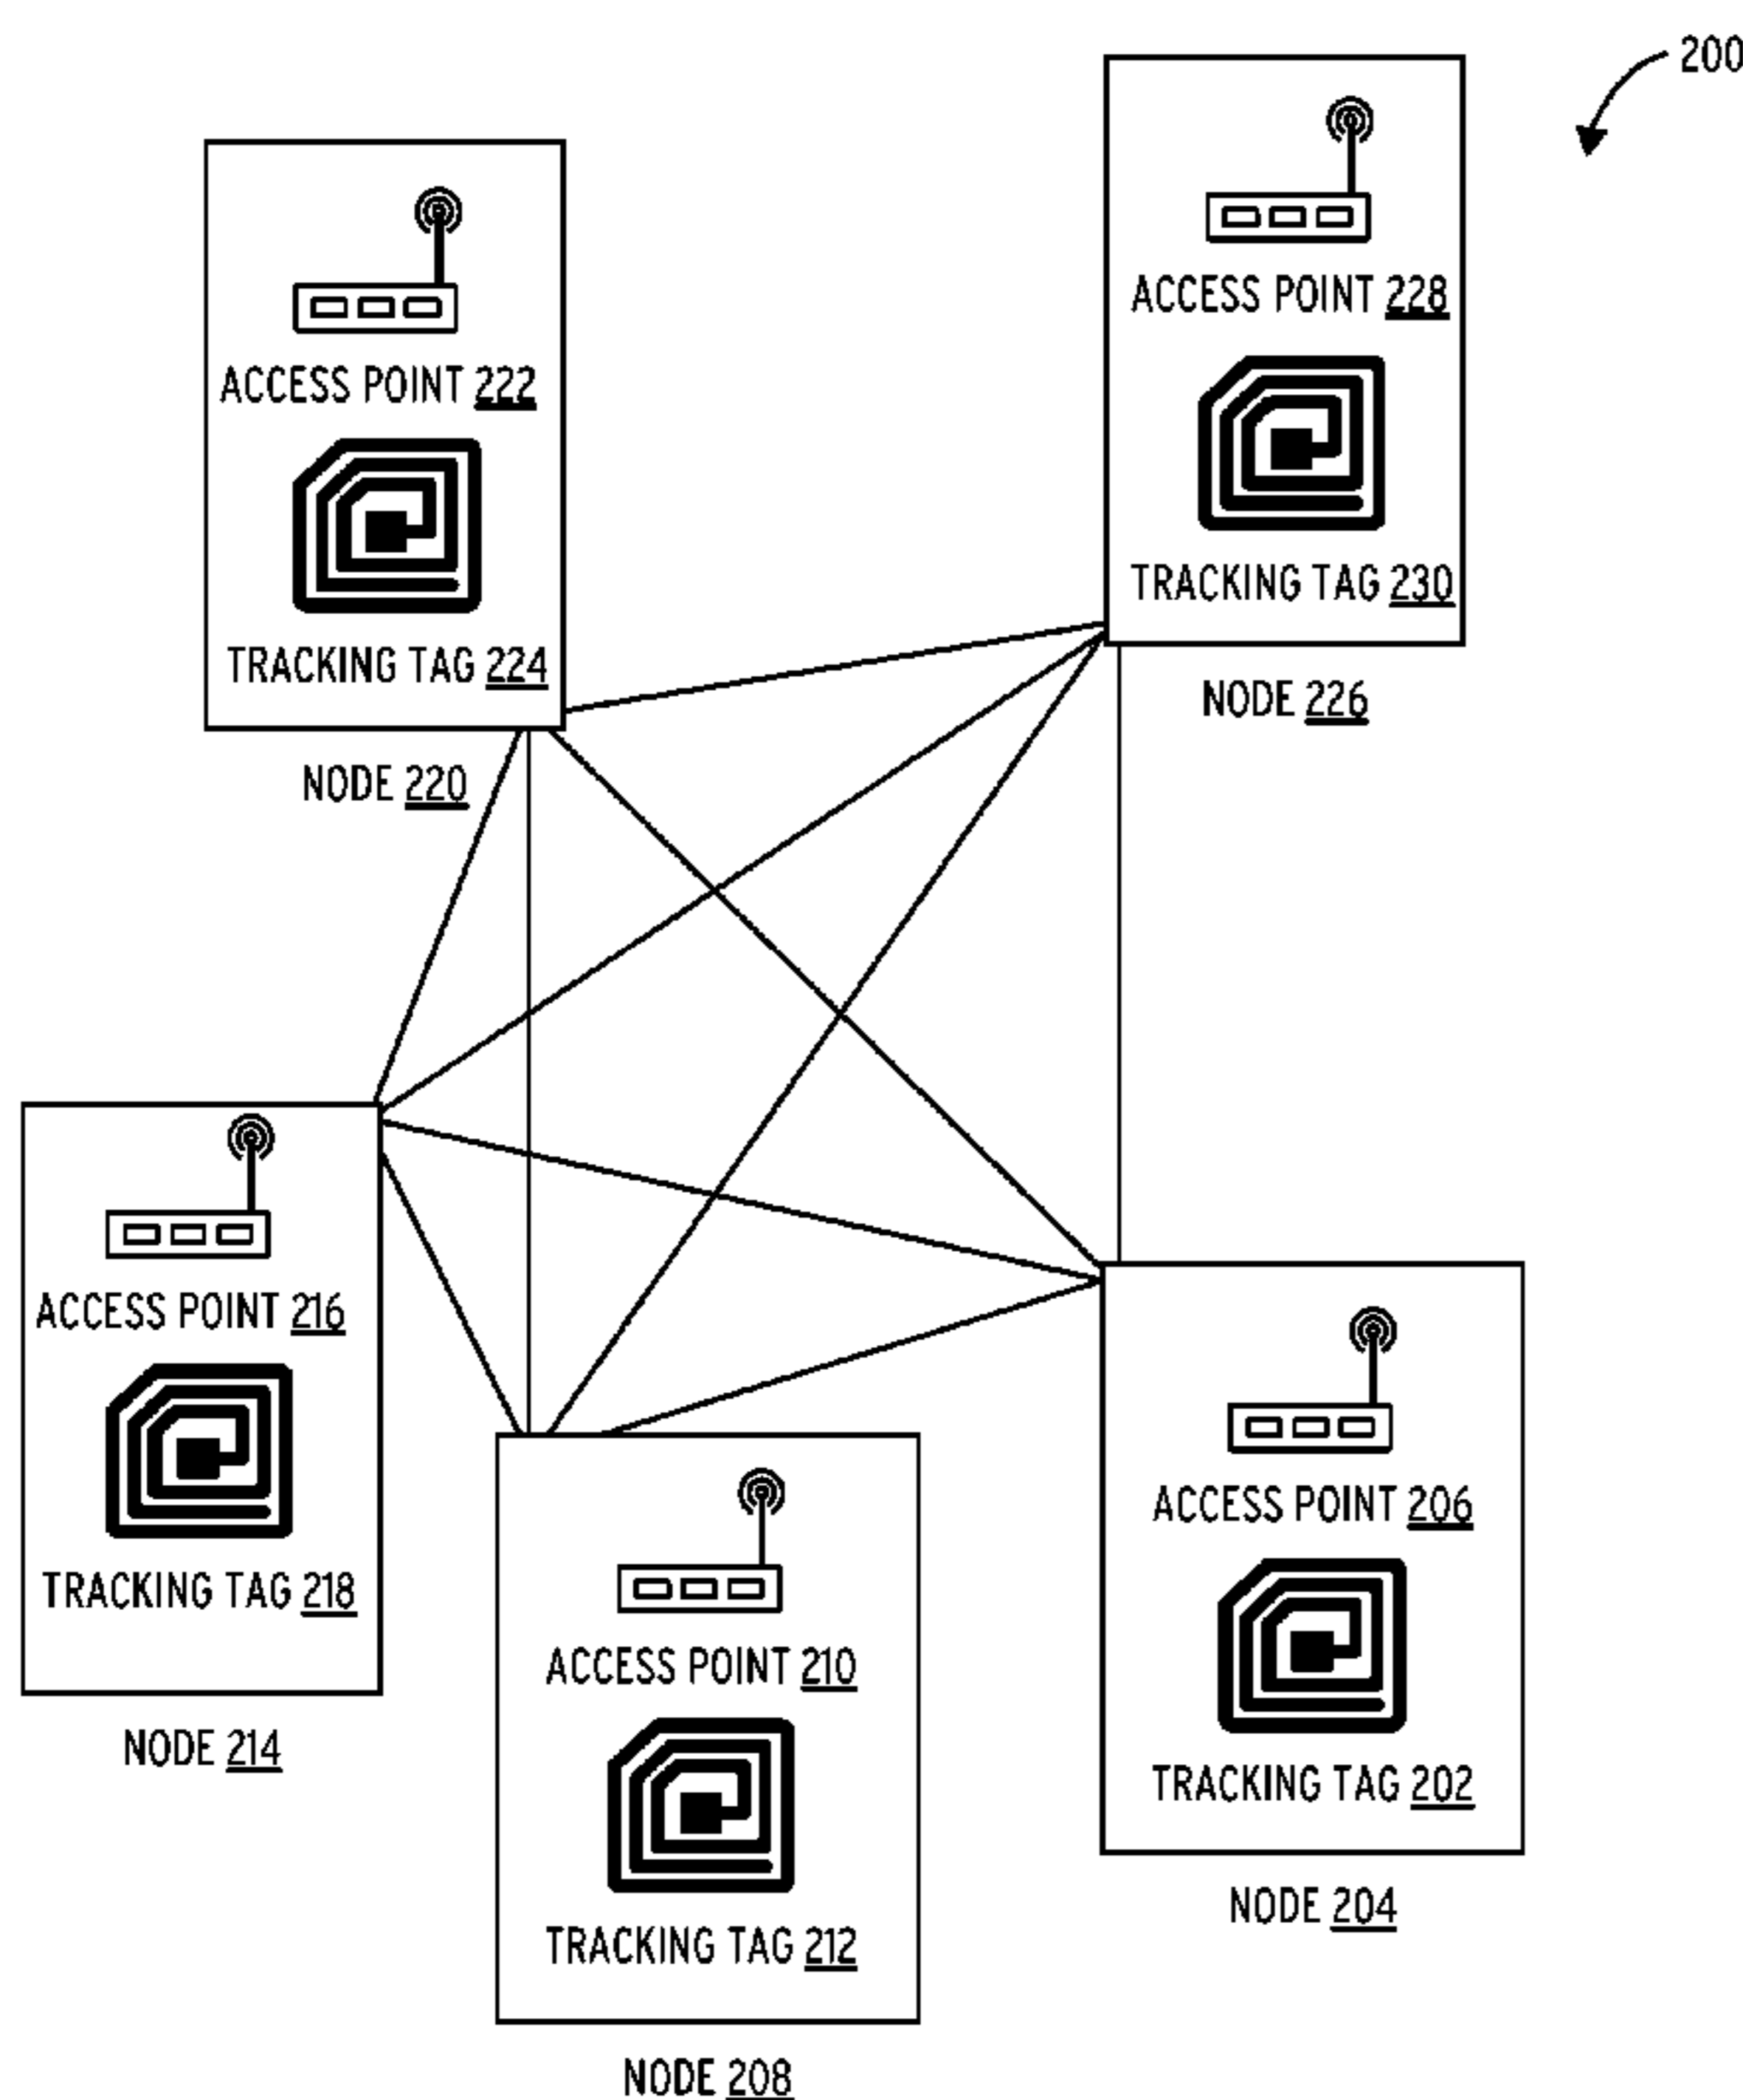 200
ACCESS POINT 222
TRACKING TAG 224
NODE 220
ACCESS POINT 228
TRACKING TAG 230
NODE 226
ACCESS POINT 216
TRACKING TAG 218
NODE 214
ACCESS POINT 210
TRACKING TAG 212
NODE 208
ACCESS POINT 206
TRACKING TAG 202
NODE 204